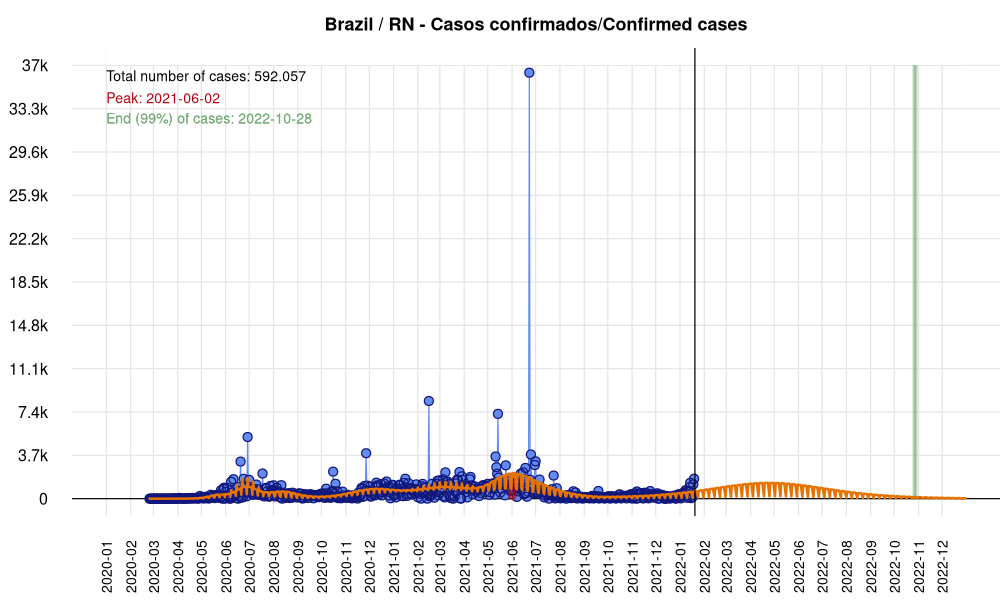 Brazil / RN - Casos confirmados/Confirmed cases
37k
33.3k
29.6k
25.9k
22.2k
18.5k
14.8k
11.1k
7.4k
3.7k
0
Total number of cases: 592.057
Peak: 2021-06-02
End (99%) of cases: 2022-10-28
2020-01
2020-02
2020-03
2020-04
2020-05
2020-06
2020-07
2020-08
2020-09
2020-10
2020-11
2020-12
2021-01
2021-02
2021-03
2021-04
2021-05
2021-06
2021-07
2021-08
2021-09
2021-10
2021-11
2021-12
2022-01
2022-02
2022-03
2022-04
2022-05
2022-06
2022-07
2022-08
2022-09
2022-10
2022-11
2022-12